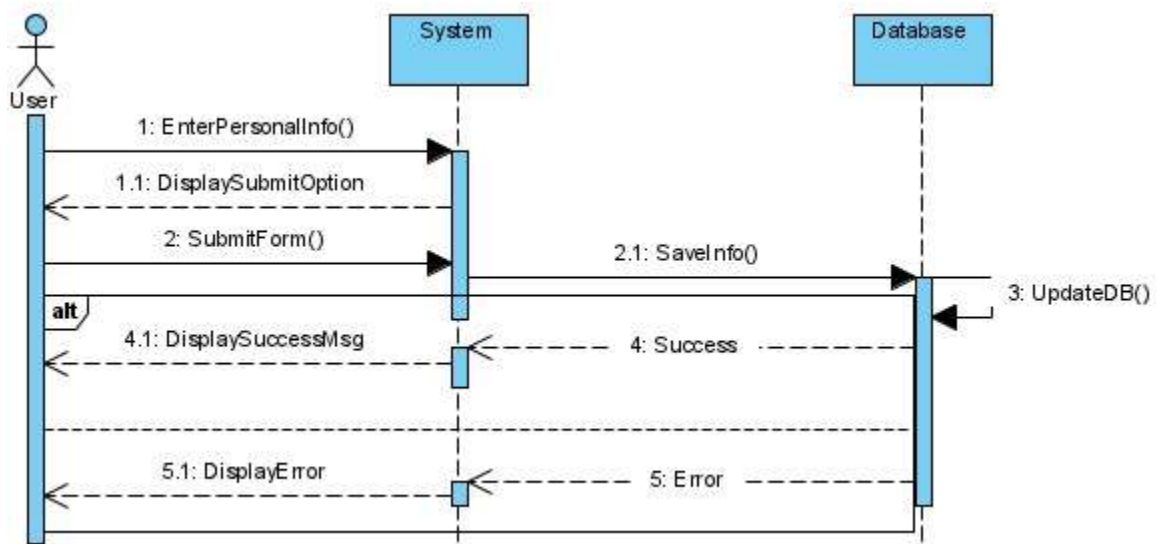 System
Database
User
1: EnterPersonalInfo()
1.1: DisplaySubmitOption
2: SubmitForm()
2.1: SaveInfo()
3: UpdateDB()
alt
4.1: DisplaySuccessMsg
4: Success
5.1: DisplayError
5: Error